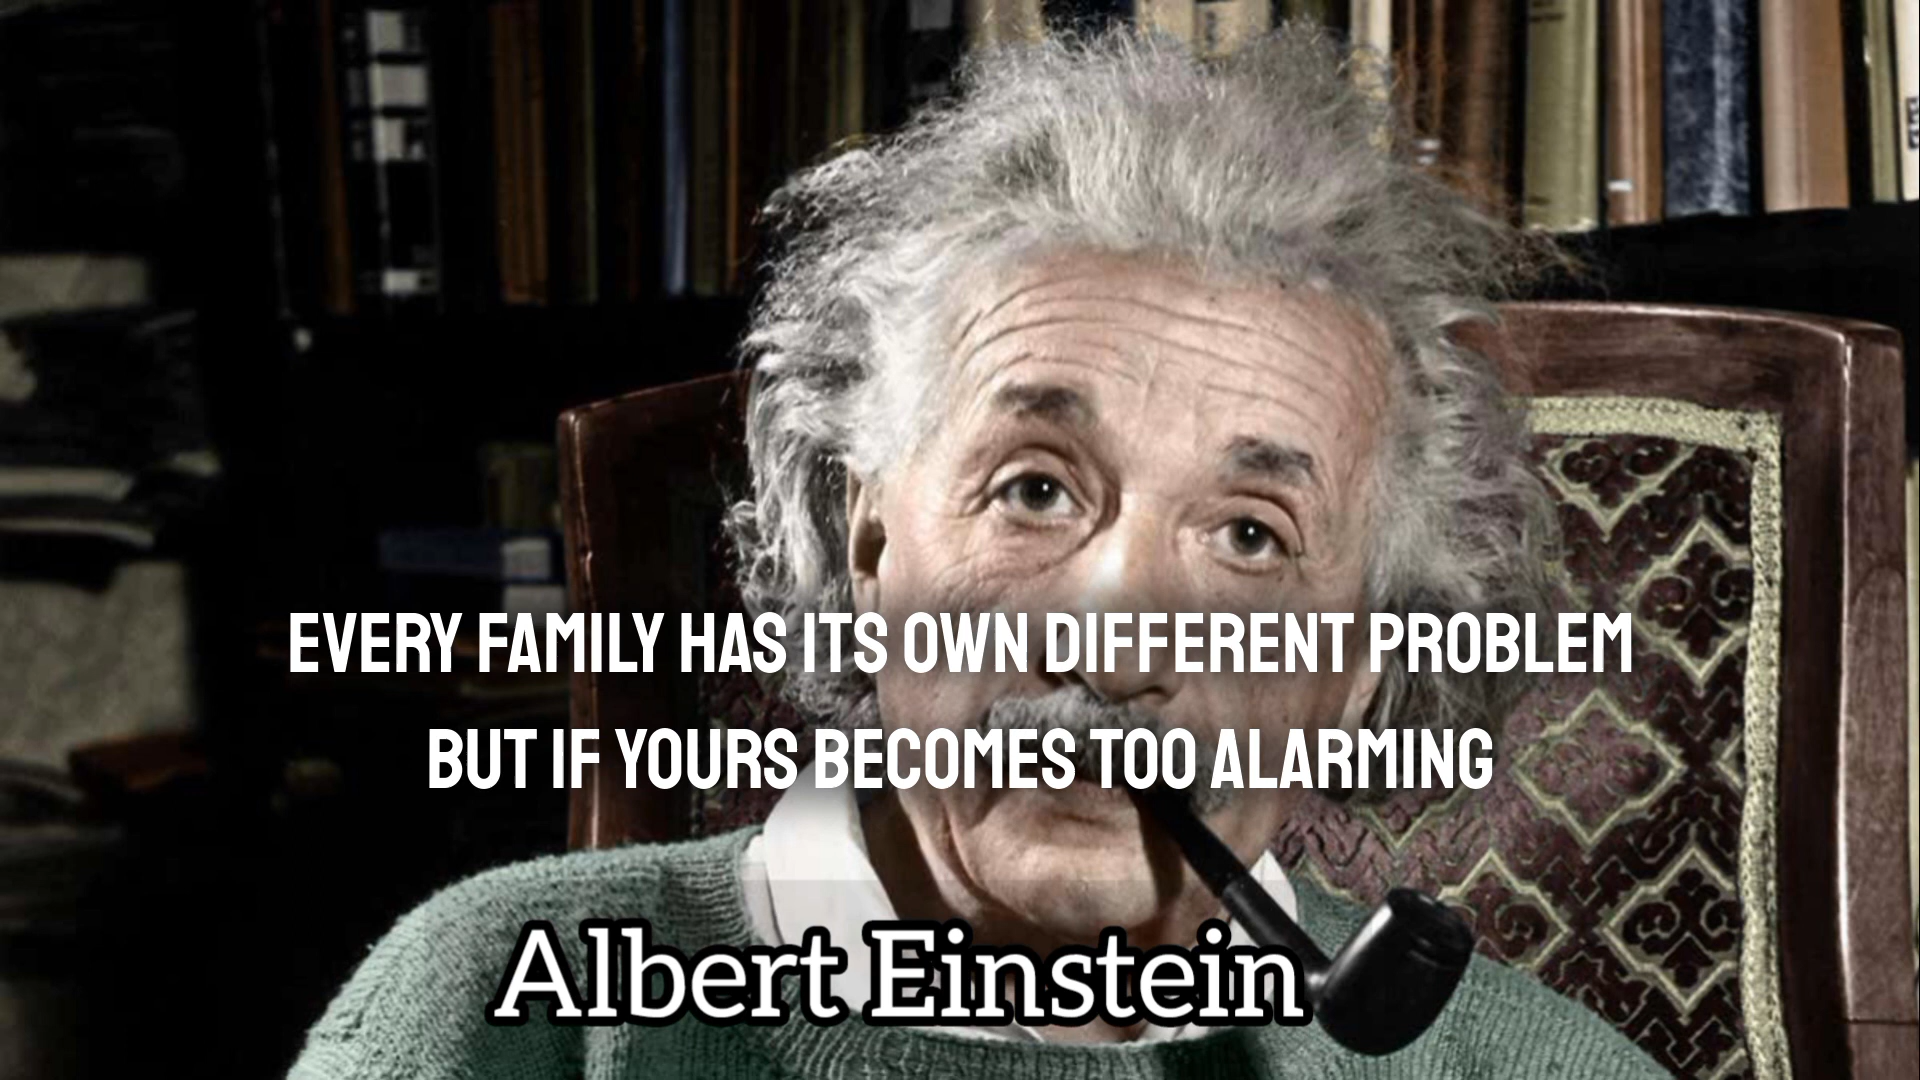 EVERY FAMILY HAS ITS OWN DIFFERENT PROBLEM
BUT IF YOURS BECOMES TOO ALARMING
Albert Einstein